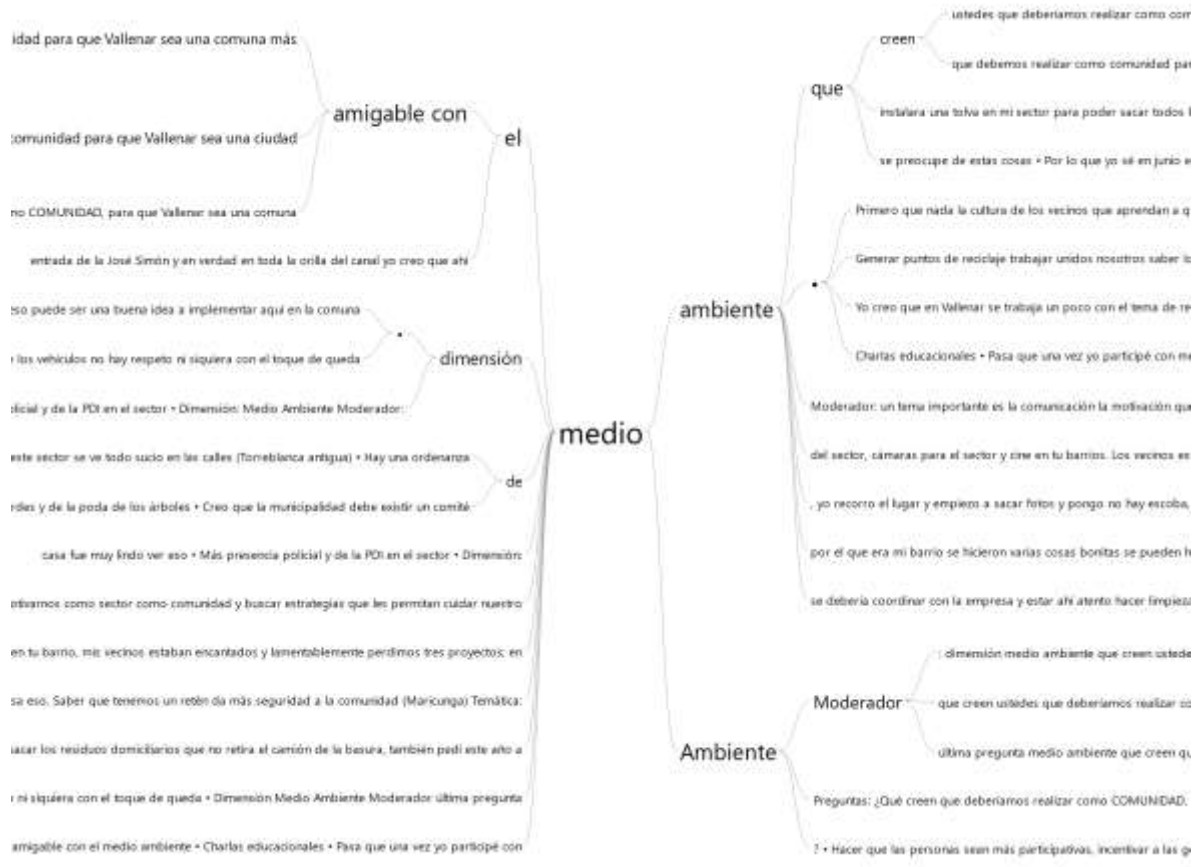 idad para que Vallenar sea una comuna más
amigable con
comunidad para que Vallenar sea una ciudad
el
no COMUNIDAD, para que Vallenar sea una comuna
entrada de la José Simón y en verdad en toda la orilla del canal yo creo que ahí
eso puede ser una buena idea a implementar aquí en la comuna
•
los vehículos no hay respeto ni siquiera con el toque de queda
dimensión
olicial y de la PDI en el sector • Dimensión: Medio Ambiente Moderador:
este sector se ve todo sucio en las calles (Torreblanca antigua) • Hay una ordenanza
de
rdes y de la poda de los árboles • Creo que la municipalidad debe existir un comité
casa fue muy lindo ver eso • Más presencia policial y de la PDI en el sector • Dimensión:
otivarnos como sector como comunidad y buscar estrategias que les permitan cuidar nuestro
en tu barrio, mis vecinos estaban encantados y lamentablemente perdimos tres proyectos; en
sa eso. Saber que tenemos un retén da más seguridad a la comunidad (Maricunga) Temática:
sacar los residuos domiciliarios que no retira el camión de la basura, también pedí este año a
ni siquiera con el toque de queda • Dimensión Medio Ambiente Moderador última pregunta
amigable con el medio ambiente • Charlas educacionales • Pasa que una vez yo participé con
medio
ambiente
que
creen
ustedes que deberíamos realizar como com
que debemos realizar como comunidad par
instalara una tolva en mi sector para poder sacar todos l
se preocupe de estas cosas • Por lo que yo sé en junio e
•
Primero que nada la cultura de los vecinos que aprendan a q
Generar puntos de reciclaje trabajar unidos nosotros saber lo
Yo creo que en Vallenar se trabaja un poco con el tema de re
Charlas educacionales • Pasa que una vez yo participé con me
Moderador: un tema importante es la comunicación la motivación que
del sector, cámaras para el sector y cine en tu barrios. Los vecinos es
, yo recorro el lugar y empiezo a sacar fotos y pongo no hay escoba,
por el que era mi barrio se hicieron varias cosas bonitas se pueden h
se debería coordinar con la empresa y estar ahí atento hacer limpieza
Ambiente
Moderador
: dimensión medio ambiente que creen ustede
que creen ustedes que deberíamos realizar co
última pregunta medio ambiente que creen qu
Preguntas: ¿Qué creen que deberíamos realizar como COMUNIDAD,
? • Hacer que las personas sean más participativas, incentivar a las ge